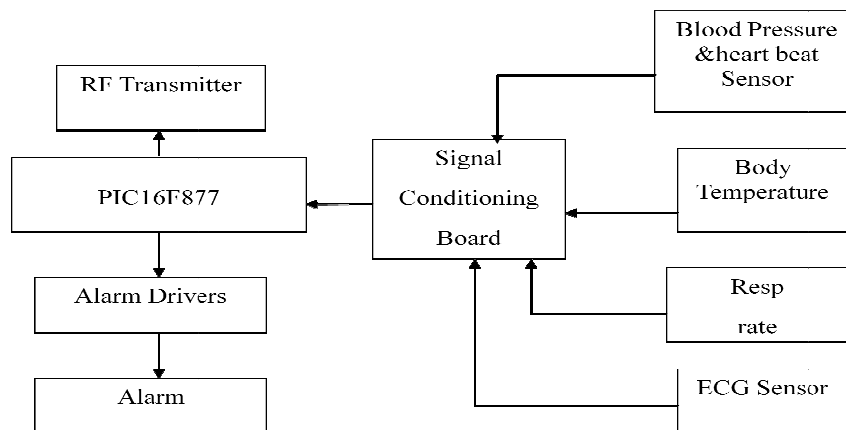 Blood Pressure
&heart beat
Sensor
RF Transmitter
Signal
Conditioning
Board
PIC16F877
Body
Temperature
Alarm Drivers
Resp
rate
Alarm
ECG Sensor